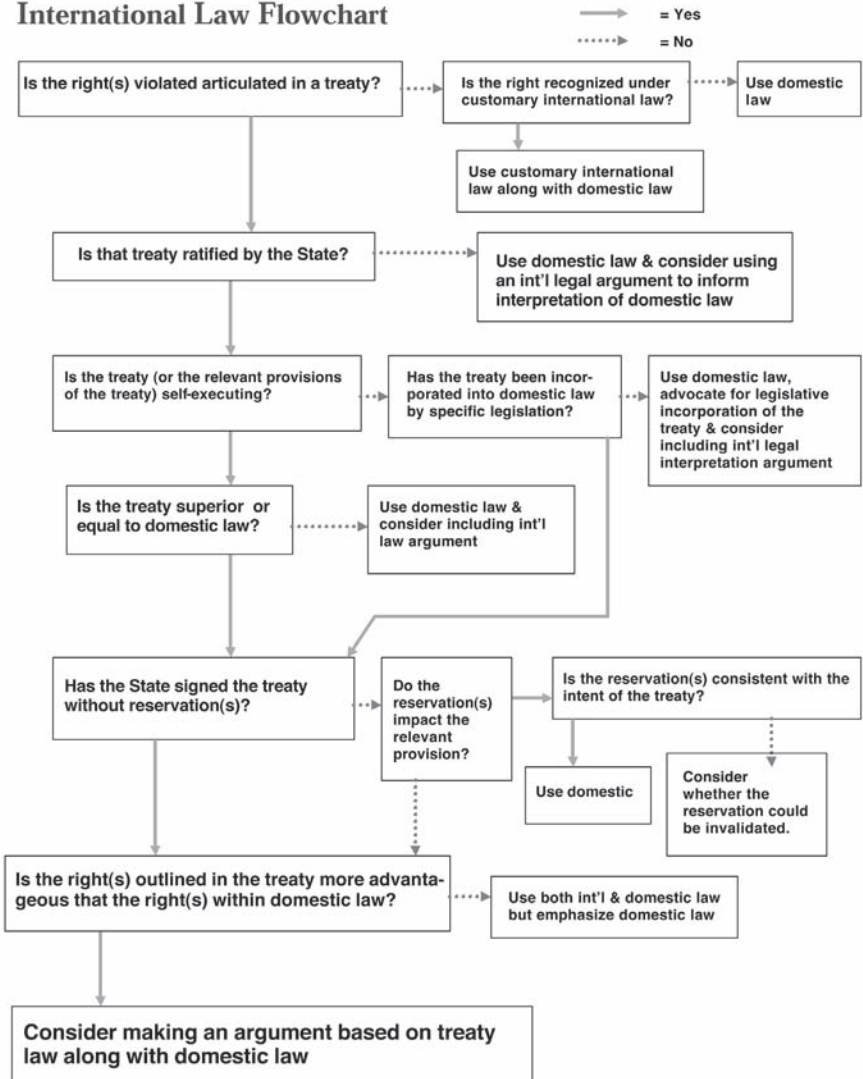 International Law Flowchart
= Yes
= No
Is the right(s) violated articulated in a treaty?
Is the right recognized under
customary international law?
Use domestic
law
Use customary international
law along with domestic law
Is that treaty ratified by the State?
Use domestic law & consider using
an int'l legal argument to inform
interpretation of domestic law
Is the treaty (or the relevant provisions
of the treaty) self-executing?
Has the treaty been incor-
porated into domestic law
by specific legislation?
Use domestic law,
advocate for legislative
incorporation of the
treaty & consider
including int'l legal
interpretation argument
Is the treaty superior or
equal to domestic law?
Use domestic law &
consider including int'l
law argument
Has the State signed the treaty
without reservation(s)?
Do the
reservation(s)
impact the
relevant
provision?
Is the reservation(s) consistent with the
intent of the treaty?
Use domestic
Consider
whether the
reservation could
be invalidated.
Is the right(s) outlined in the treaty more advanta-
geous that the right(s) within domestic law?
Use both int'l & domestic law
but emphasize domestic law
Consider making an argument based on treaty
law along with domestic law